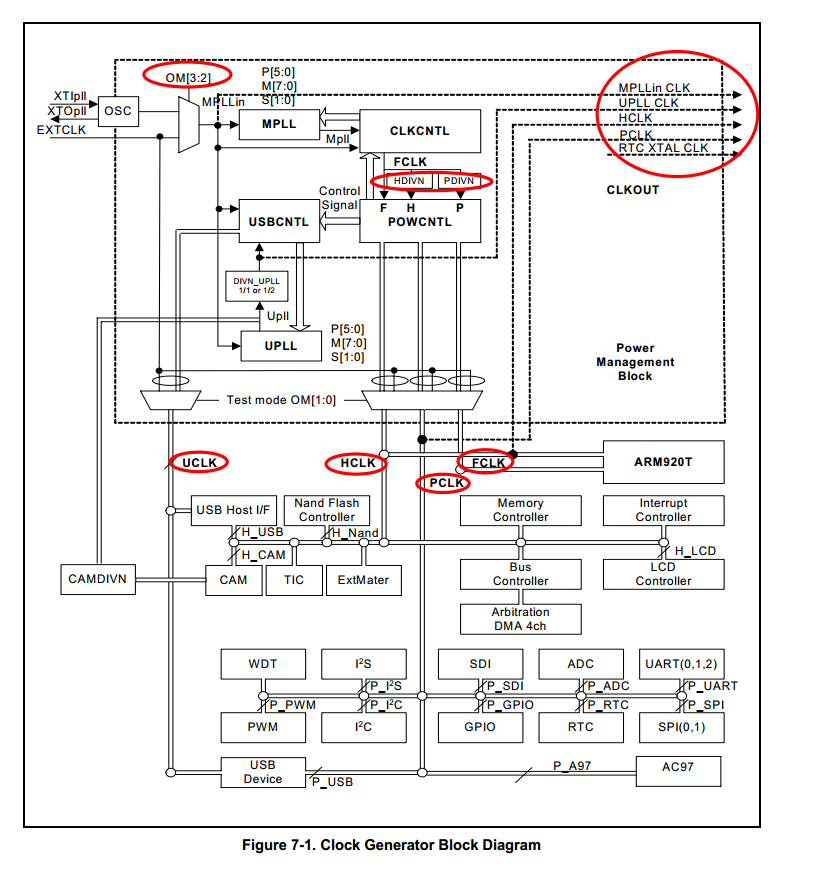 OM[3:2]
P[5:0]
M[7:0]
S[1:0]
XTIpll
XTOpll
EXTCLK
OSC
MPLLin
MPLL
Mpll
CLKCNTL
FCLK
HDIVN
PDIVN
MPLLin CLK
UPLL CLK
HCLK
PCLK
RTC XTAL CLK
CLKOUT
Control
Signal
F H P
USBCNTL
POWCNTL
DIVN_UPLL
1/1 or 1/2
Upll
UPLL
P[5:0]
M[7:0]
S[1:0]
Power
Management
Block
Test mode OM[1:0]
UCLK
HCLK
FCLK
PCLK
ARM920T
USB Host I/F
Nand Flash
Controller
Memory
Controller
Interrupt
Controller
H_USB
H_Nand
H_CAM
H_LCD
CAMDIVN
CAM
TIC
ExtMater
Bus
Controller
LCD
Controller
Arbitration
DMA 4ch
WDT
I²S
SDI
ADC
UART(0,1,2)
P_I²S
P_SDI
P_ADC
P_UART
P_PWM
P_I²C
P_GPIO
P_RTC
P_SPI
PWM
I²C
GPIO
RTC
SPI(0,1)
USB
Device
P_USB
P_A97
AC97
Figure 7-1. Clock Generator Block Diagram